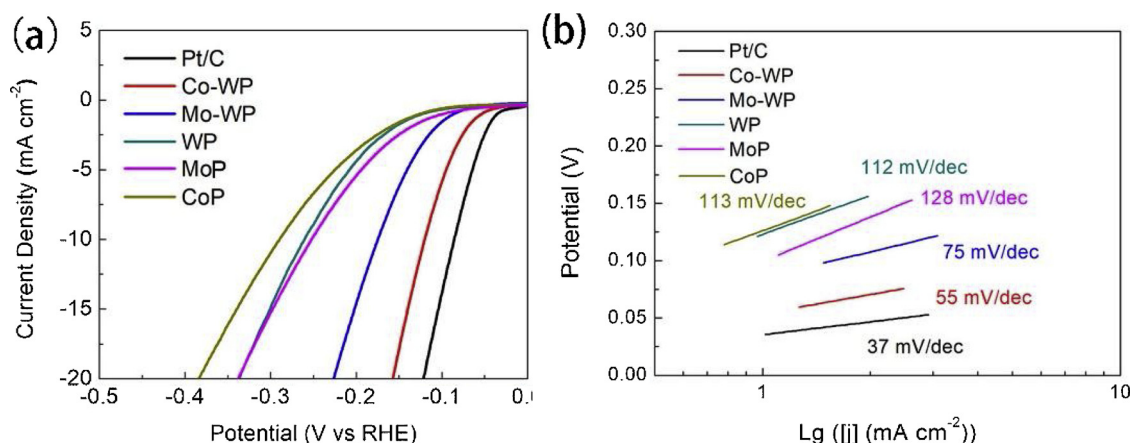 (a)
5
0
-5
-10
-15
-20
Current Density (mA cm⁻²)
Pt/C
Co-WP
Mo-WP
WP
MoP
CoP
-0.5
-0.4
-0.3
-0.2
-0.1
0.0
Potential (V vs RHE)
(b)
0.30
0.25
0.20
0.15
0.10
0.05
0.00
Potential (V)
Pt/C
Co-WP
Mo-WP
WP
MoP
CoP
112 mV/dec
113 mV/dec
128 mV/dec
75 mV/dec
55 mV/dec
37 mV/dec
1
10
Lg ([j] (mA cm⁻²))